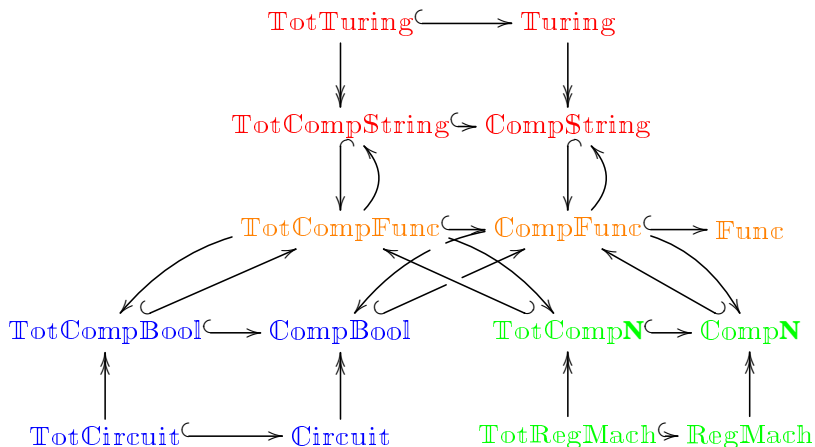 TotTuring Turing
TotCompString CompString
TotCompFunc CompFunc Func
TotCompBool CompBool TotCompN CompN
TotCircuit Circuit TotRegMach RegMach